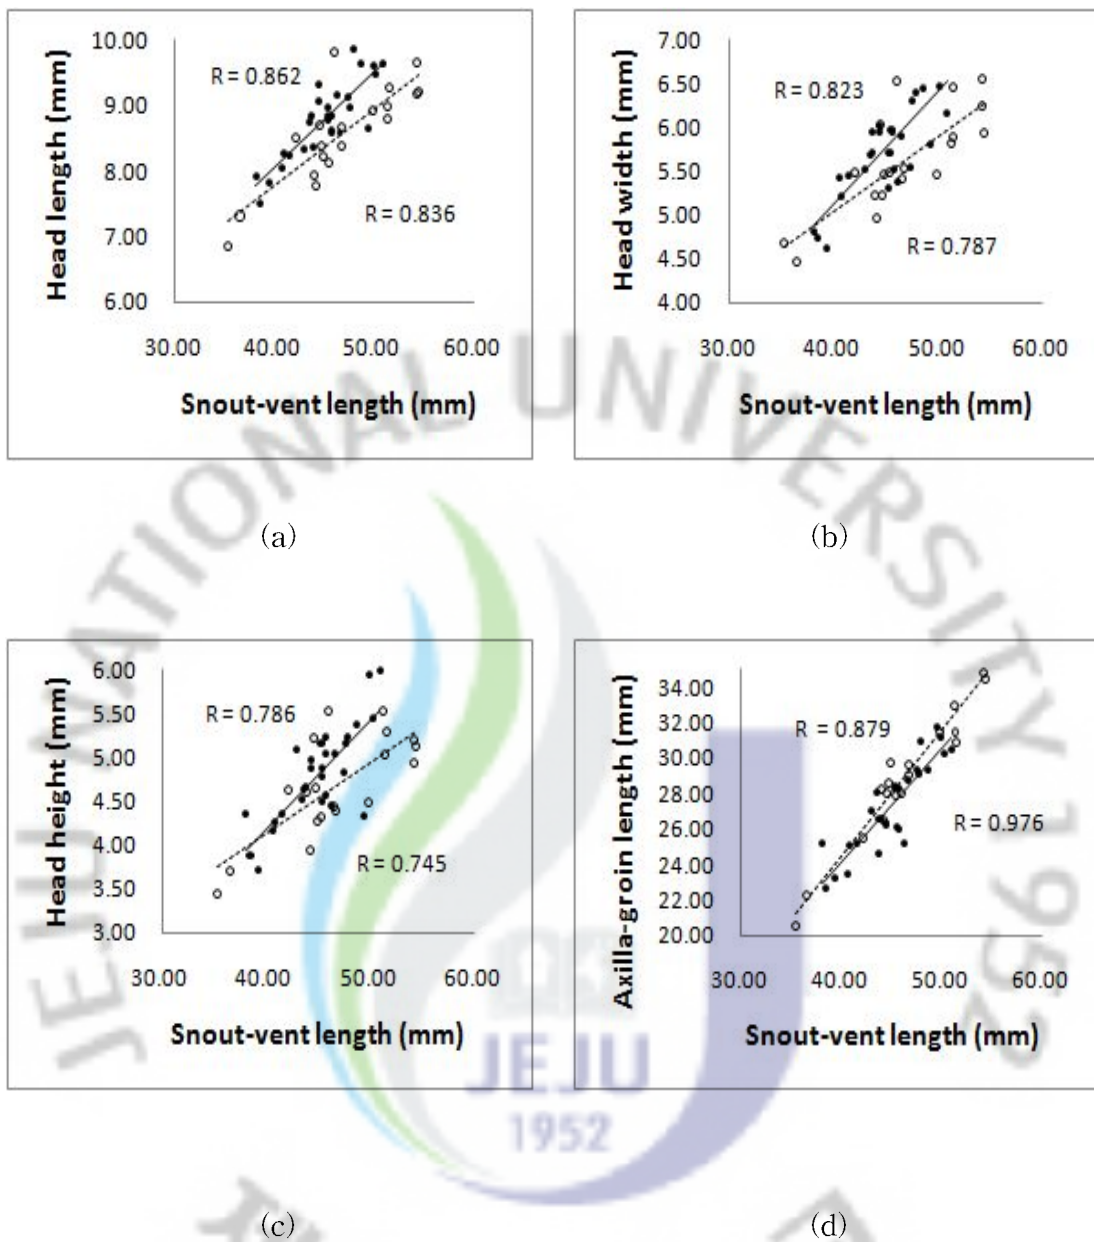 10.00
9.00
8.00
7.00
6.00
Head length (mm)
R = 0.862
R = 0.836
30.00 40.00 50.00 60.00
Snout-vent length (mm)
(a)
7.00
6.50
6.00
5.50
5.00
4.50
4.00
Head width (mm)
R = 0.823
R = 0.787
30.00 40.00 50.00 60.00
Snout-vent length (mm)
(b)
6.00
5.50
5.00
4.50
4.00
3.50
3.00
Head height (mm)
R = 0.786
R = 0.745
30.00 40.00 50.00 60.00
Snout-vent length (mm)
(c)
34.00
32.00
30.00
28.00
26.00
24.00
22.00
20.00
Axilla-groin length (mm)
R = 0.879
R = 0.976
30.00 40.00 50.00 60.00
Snout-vent length (mm)
(d)
JEJU NATIONAL UNIVERSITY 1952
JEJU
1952